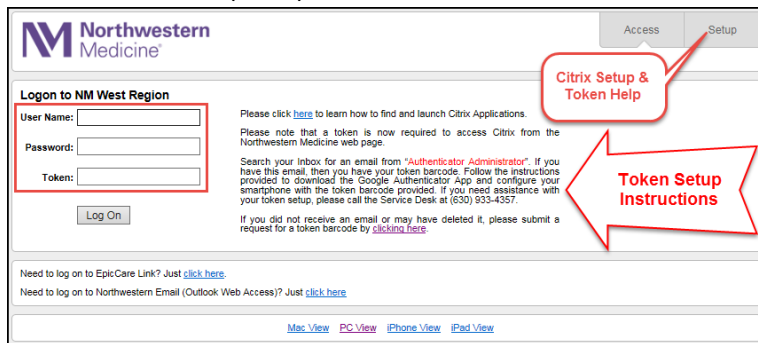 Northwestern
Medicine®
Access
Setup
Citrix Setup &
Token Help
Logon to NM West Region
User Name:
Password:
Token:
Log On
Please click here to learn how to find and launch Citrix Applications.
Please note that a token is now required to access Citrix from the
Northwestern Medicine web page.
Search your Inbox for an email from "Authenticator Administrator". If you
have this email, then you have your token barcode. Follow the instructions
provided to download the Google Authenticator App and configure your
smartphone with the token barcode provided. If you need assistance with
your token setup, please call the Service Desk at (630) 933-4357.
If you did not receive an email or may have deleted it, please submit a
request for a token barcode by clicking here.
Token Setup
Instructions
Need to log on to EpicCare Link? Just click here.
Need to log on to Northwestern Email (Outlook Web Access)? Just click here
Mac View PC View iPhone View iPad View